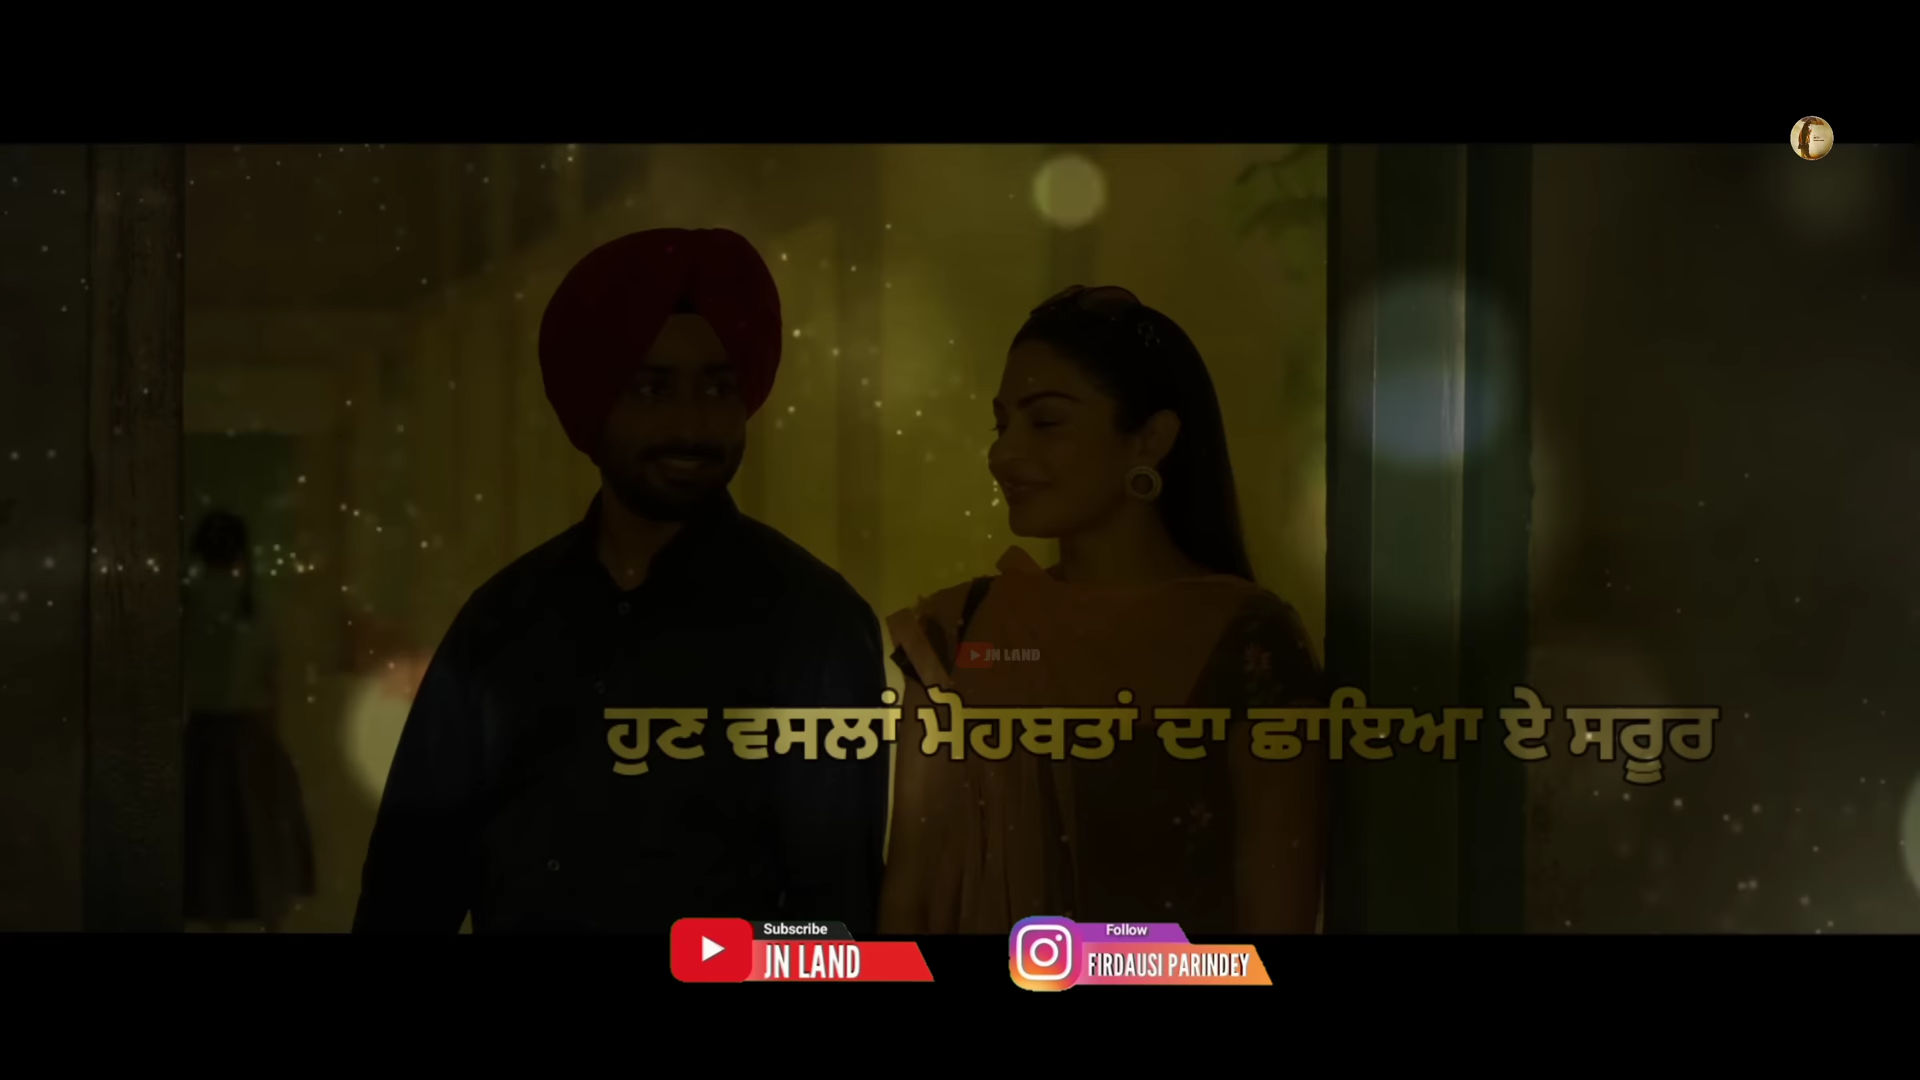 JN LAND
ਹੁਣ ਵਸਲਾਂ ਮੋਹਬਤਾਂ ਦਾ ਛਾਇਆ ਏ ਸਰੂਰ
Subscribe
JN LAND
Follow
FIRDAUSI PARINDEY